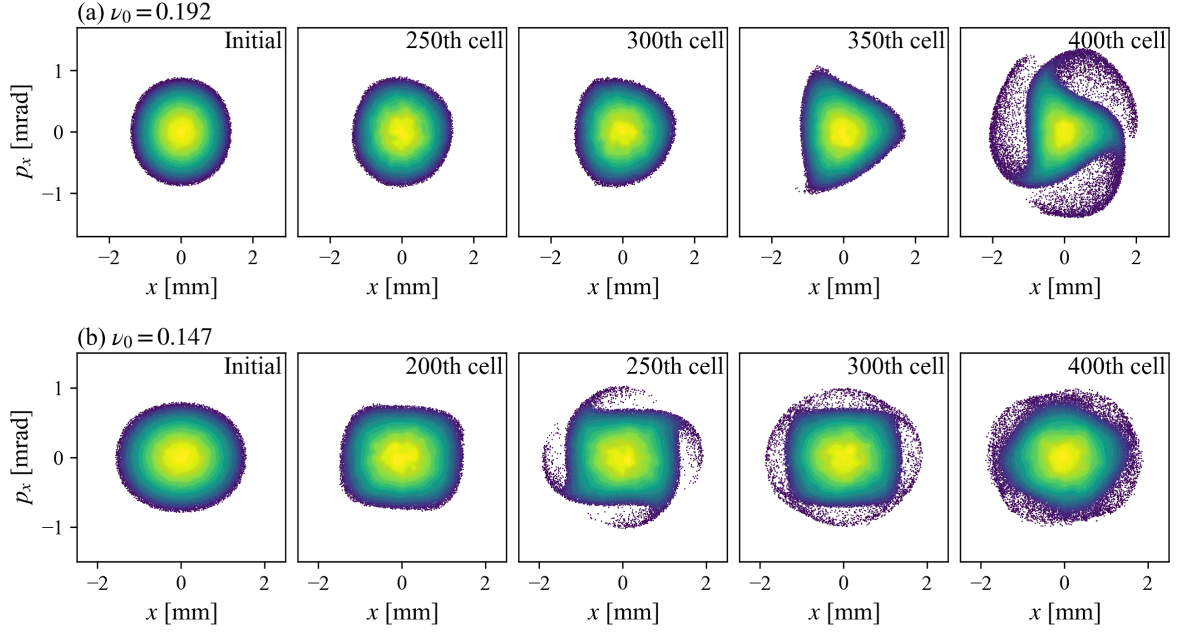 (a) ν₀ = 0.192
Initial
250th cell
300th cell
350th cell
400th cell
1
0
−1
pₓ [mrad]
−2 0 2
−2 0 2
−2 0 2
−2 0 2
−2 0 2
x [mm]
x [mm]
x [mm]
x [mm]
x [mm]
(b) ν₀ = 0.147
Initial
200th cell
250th cell
300th cell
400th cell
1
0
−1
pₓ [mrad]
−2 0 2
−2 0 2
−2 0 2
−2 0 2
−2 0 2
x [mm]
x [mm]
x [mm]
x [mm]
x [mm]